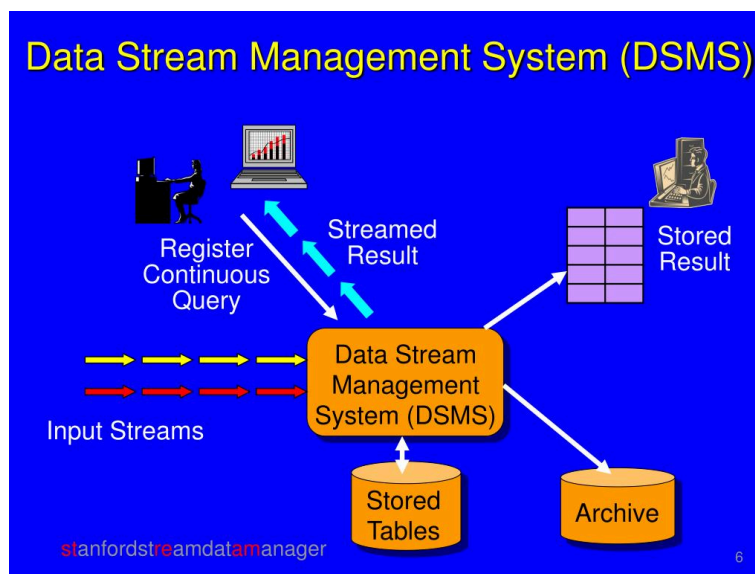 Data Stream Management System (DSMS)
Register
Continuous
Query
Streamed
Result
Stored
Result
Data Stream
Management
System (DSMS)
Input Streams
Stored
Tables
Archive
stanfordstreamdatamanager
6